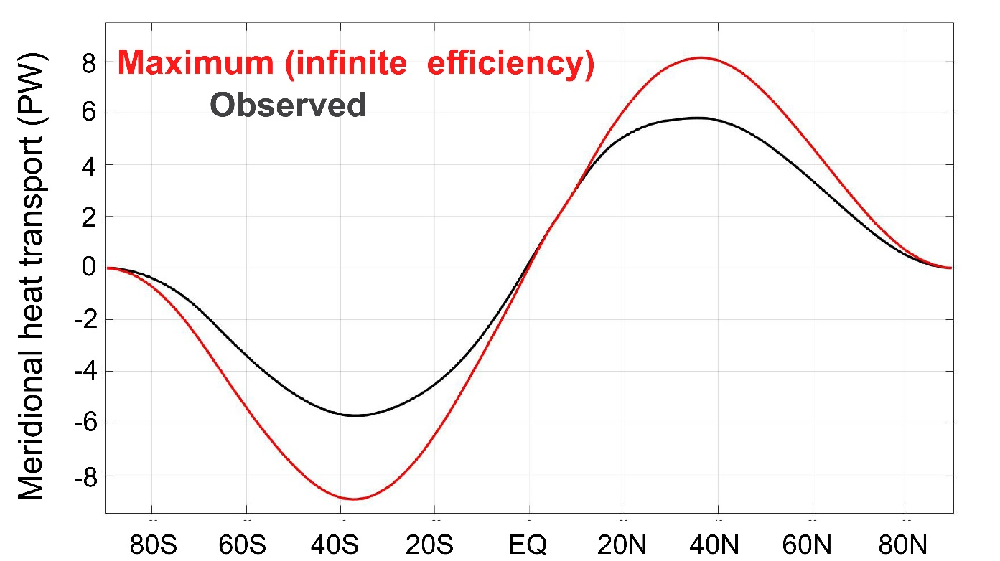 Maximum (infinite efficiency)
Observed
Meridional heat transport (PW)
8
6
4
2
0
-2
-4
-6
-8
80S 60S 40S 20S EQ 20N 40N 60N 80N